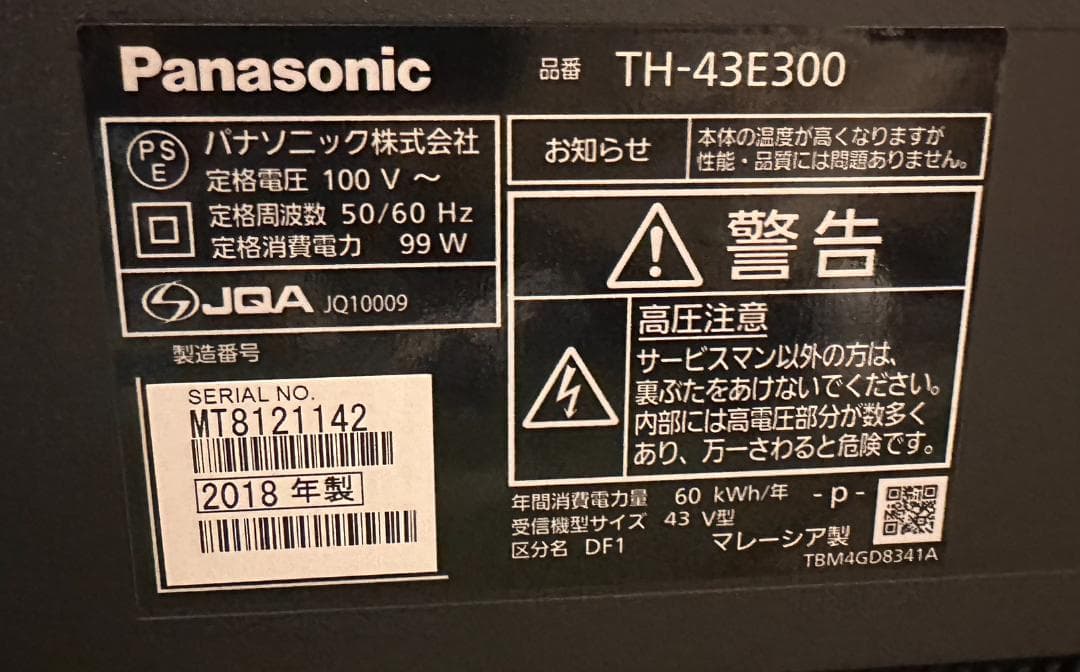 Panasonic
品番 TH-43E300
PS
E
パナソニック株式会社
定格電圧 100 V ～
定格周波数 50/60 Hz
定格消費電力 99 W
JQA JQ10009
製造番号
SERIAL NO.
MT8121142
2018 年製
お知らせ
本体の温度が高くなりますが
性能・品質には問題ありません。
警告
高圧注意
サービスマン以外の方は、
裏ぶたをあけないでください。
内部には高電圧部分が数多く
あり、万一さわると危険です。
年間消費電力量 60 kWh/年 -p-
受信機型サイズ 43 V型
区分名 DF1 マレーシア製
TBM4GD8341A